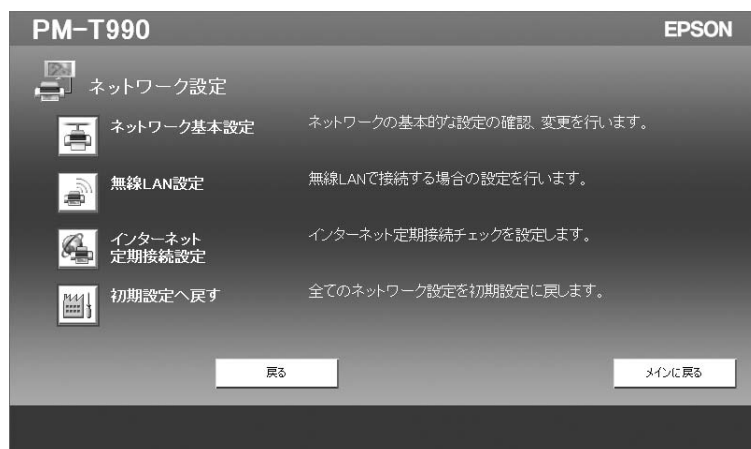 PM-T990
EPSON
ネットワーク設定
ネットワーク基本設定
ネットワークの基本的な設定の確認、変更を行います。
無線LAN設定
無線LANで接続する場合の設定を行います。
インターネット
定期接続設定
インターネット定期接続チェックを設定します。
初期設定へ戻す
全てのネットワーク設定を初期設定に戻します。
戻る
メインに戻る